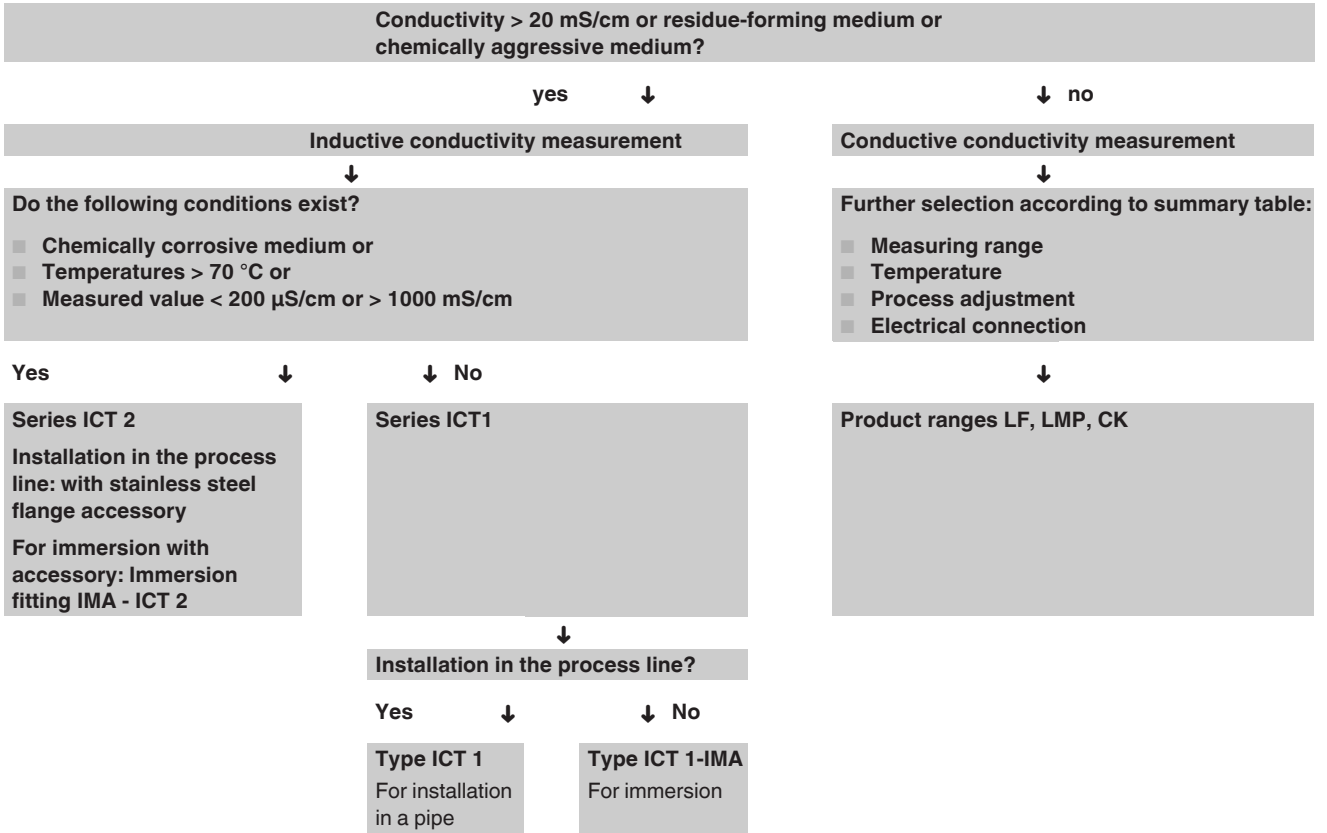 Conductivity > 20 mS/cm or residue-forming medium or
chemically aggressive medium?
yes
no
Inductive conductivity measurement
Conductive conductivity measurement
Do the following conditions exist?
Chemically corrosive medium or
Temperatures > 70 °C or
Measured value < 200 µS/cm or > 1000 mS/cm
Further selection according to summary table:
Measuring range
Temperature
Process adjustment
Electrical connection
Yes
No
Series ICT 2
Installation in the process
line: with stainless steel
flange accessory
For immersion with
accessory: Immersion
fitting IMA - ICT 2
Series ICT1
Product ranges LF, LMP, CK
Installation in the process line?
Yes
No
Type ICT 1
For installation
in a pipe
Type ICT 1-IMA
For immersion